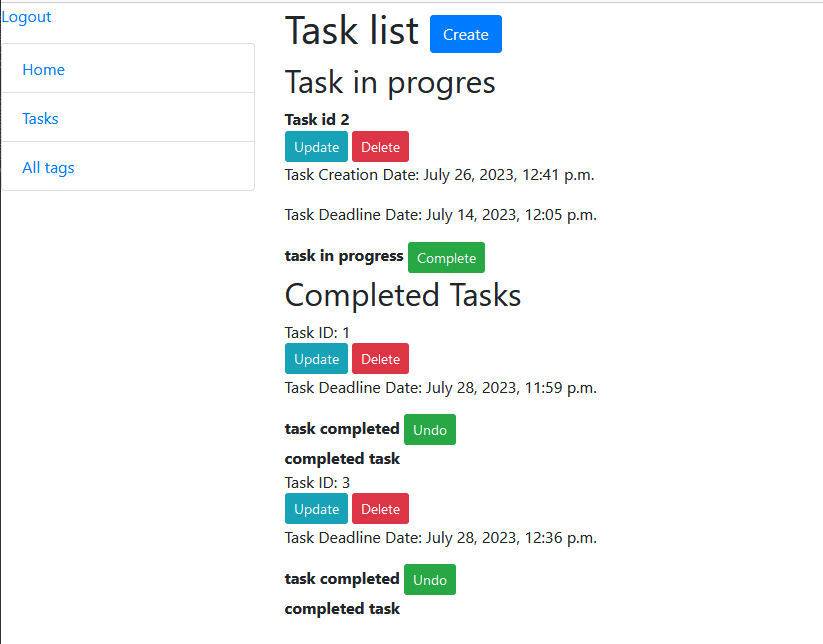 Logout
Home
Tasks
All tags
Task list Create
Task in progres
Task id 2
Update Delete
Task Creation Date: July 26, 2023, 12:41 p.m.
Task Deadline Date: July 14, 2023, 12:05 p.m.
task in progress Complete
Completed Tasks
Task ID: 1
Update Delete
Task Deadline Date: July 28, 2023, 11:59 p.m.
task completed Undo
completed task
Task ID: 3
Update Delete
Task Deadline Date: July 28, 2023, 12:36 p.m.
task completed Undo
completed task